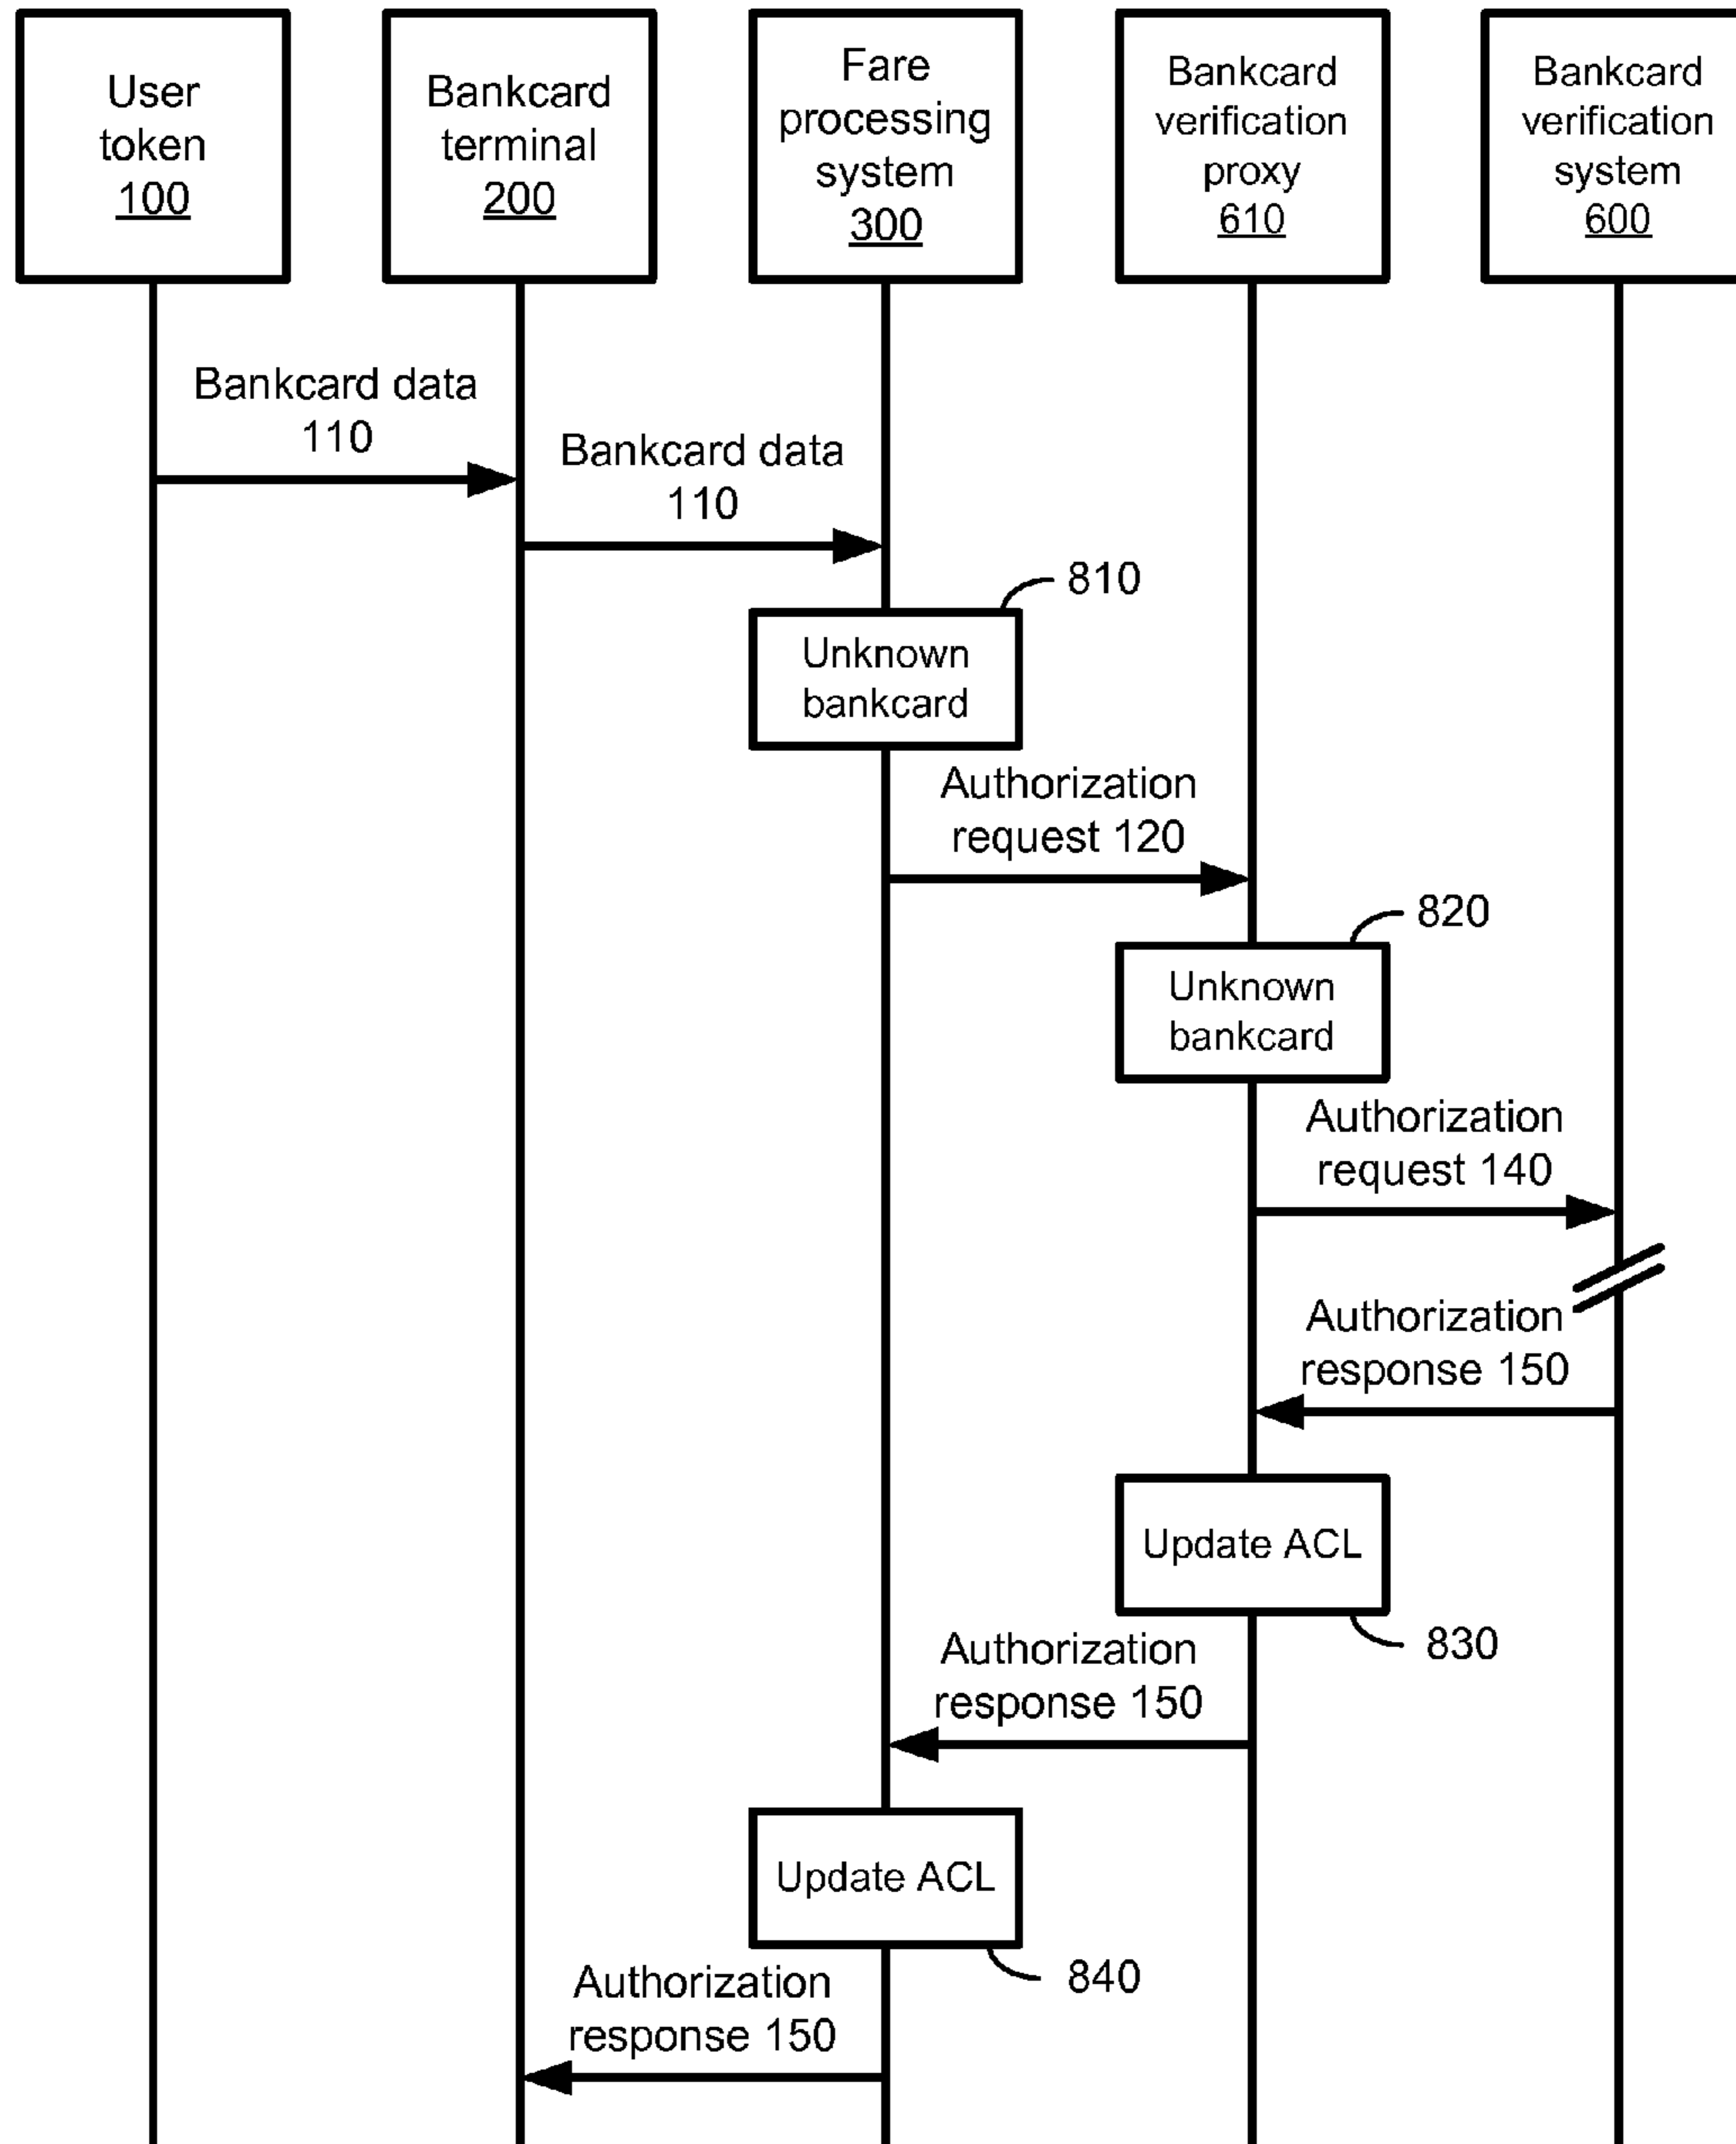 User
token
100
Bankcard
terminal
200
Fare
processing
system
300
Bankcard
verification
proxy
610
Bankcard
verification
system
600
Bankcard data
110
Bankcard data
110
810
Unknown
bankcard
Authorization
request 120
820
Unknown
bankcard
Authorization
request 140
Authorization
response 150
Update ACL
830
Authorization
response 150
Update ACL
840
Authorization
response 150